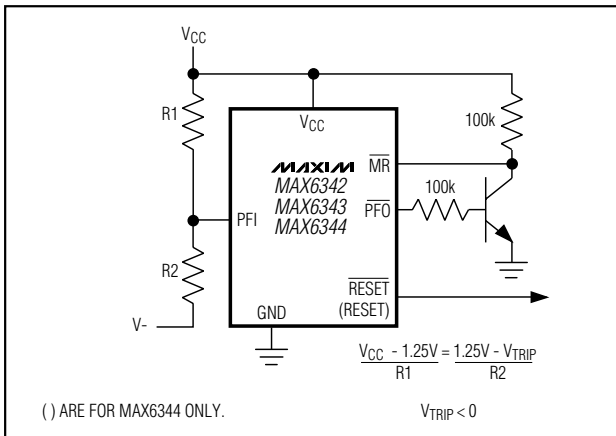 VCC
R1
VCC
100k
MAXIM
MAX6342
MAX6343
MAX6344
MR
100k
PFI
PFO
R2
RESET
(RESET)
GND
V-
VCC - 1.25V = 1.25V - VTRIP
R1 R2
( ) ARE FOR MAX6344 ONLY.
VTRIP < 0